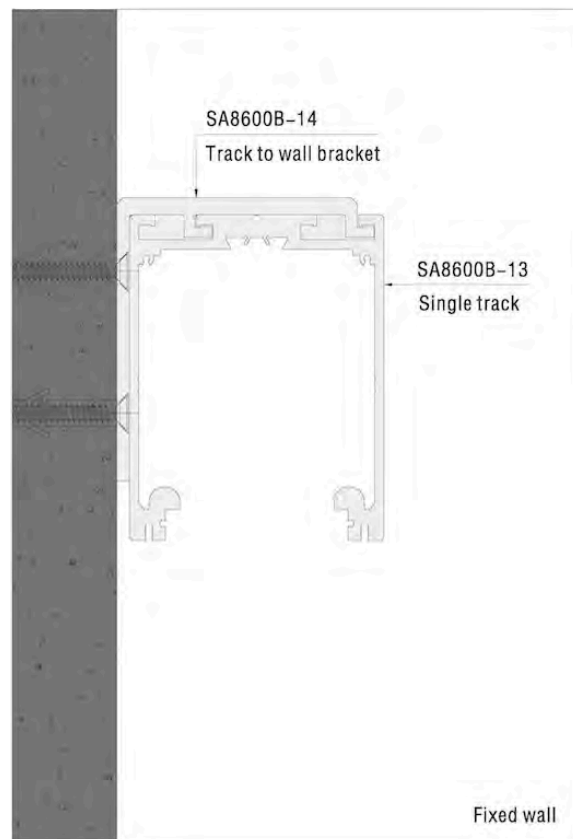 SA8600B-14
Track to wall bracket
SA8600B-13
Single track
Fixed wall